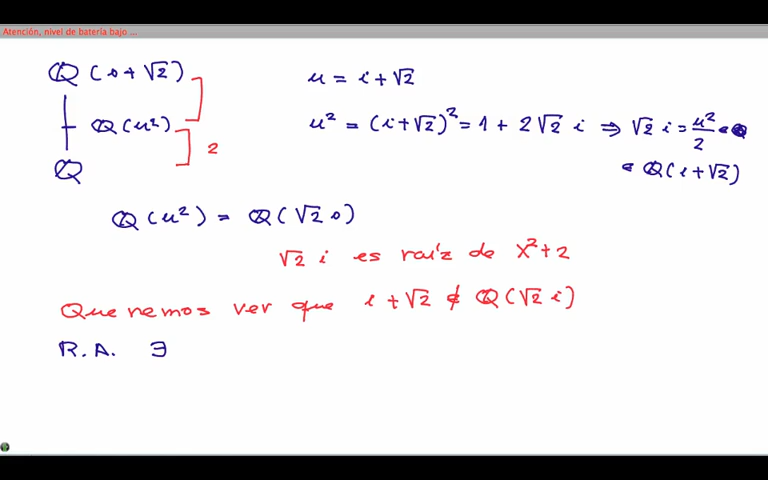 Atención, nivel de batería bajo ...
ℚ (i + √2)
u = i + √2
ℚ (u²)
2
u² = (i + √2)² = 1 + 2√2 i ⇒ √2 i = u²/2 ∈ ℚ
∈ ℚ (i + √2)
ℚ
ℚ (u²) = ℚ (√2 i)
√2 i es raíz de x² + 2
Queremos ver que i + √2 ∉ ℚ (√2 i)
R.A. ∃